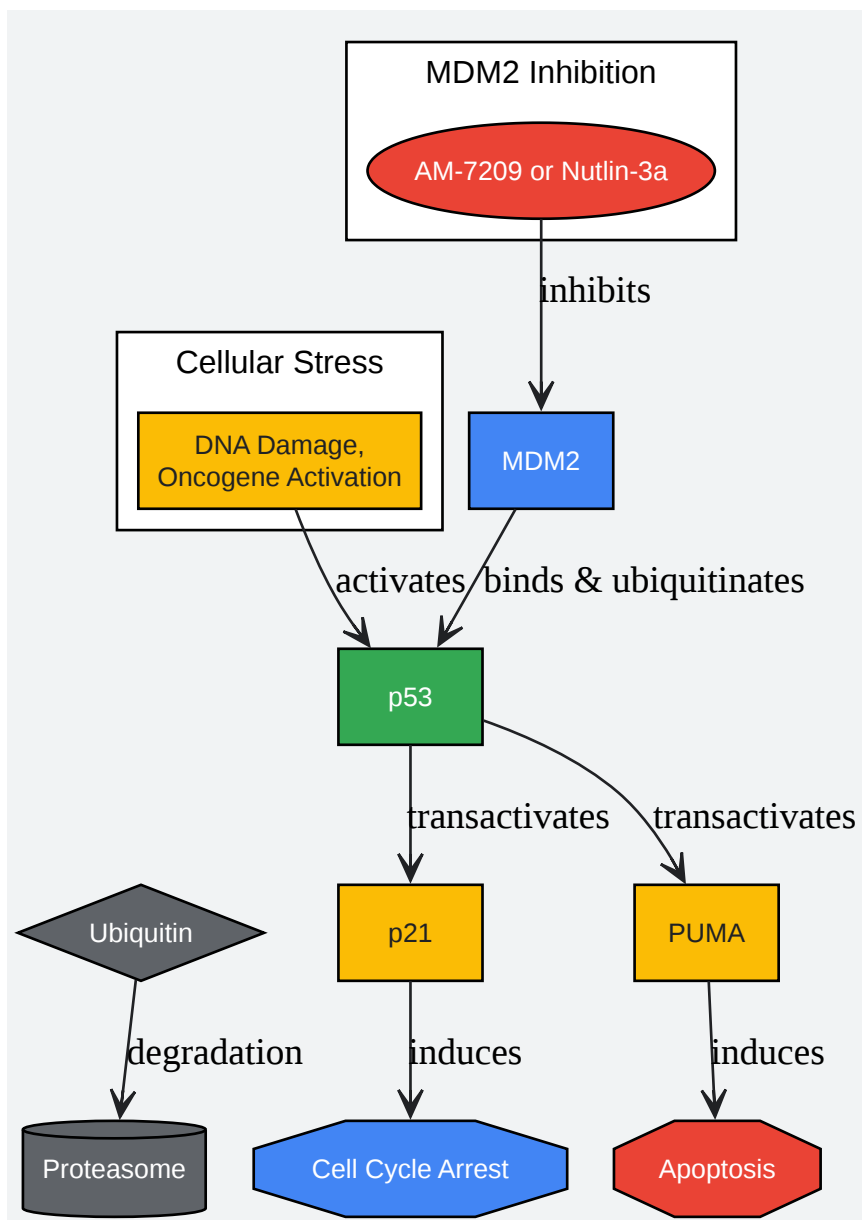 MDM2 Inhibition
AM-7209 or Nutlin-3a
inhibits
Cellular Stress
DNA Damage,
Oncogene Activation
MDM2
activates
binds & ubiquitinates
p53
transactivates
transactivates
Ubiquitin
p21
PUMA
degradation
induces
induces
Proteasome
Cell Cycle Arrest
Apoptosis